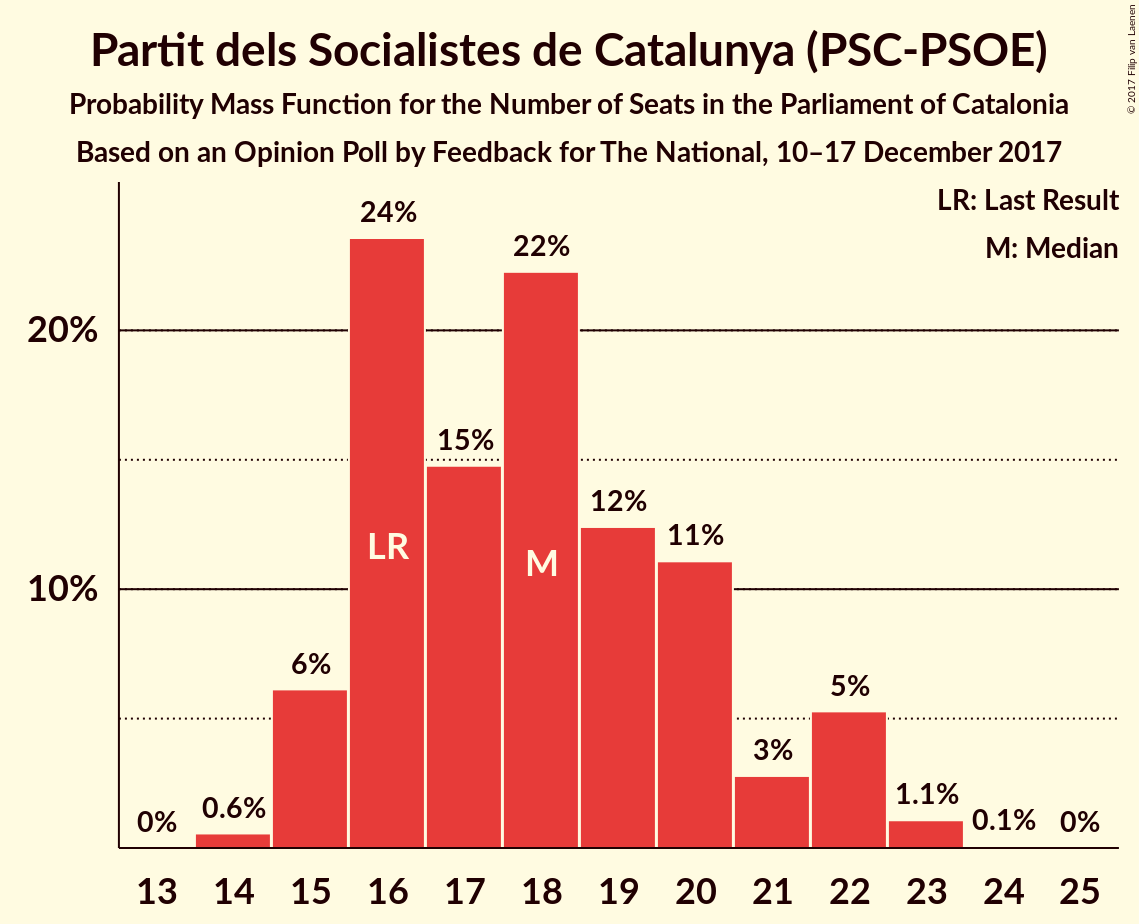 Partit dels Socialistes de Catalunya (PSC-PSOE)
Probability Mass Function for the Number of Seats in the Parliament of Catalonia
Based on an Opinion Poll by Feedback for The National, 10–17 December 2017
© 2017 Filip van Laenen
LR: Last Result
M: Median
20%
10%
0%
0.6%
6%
24%
15%
22%
12%
11%
3%
5%
1.1%
0.1%
0%
LR
M
13 14 15 16 17 18 19 20 21 22 23 24 25